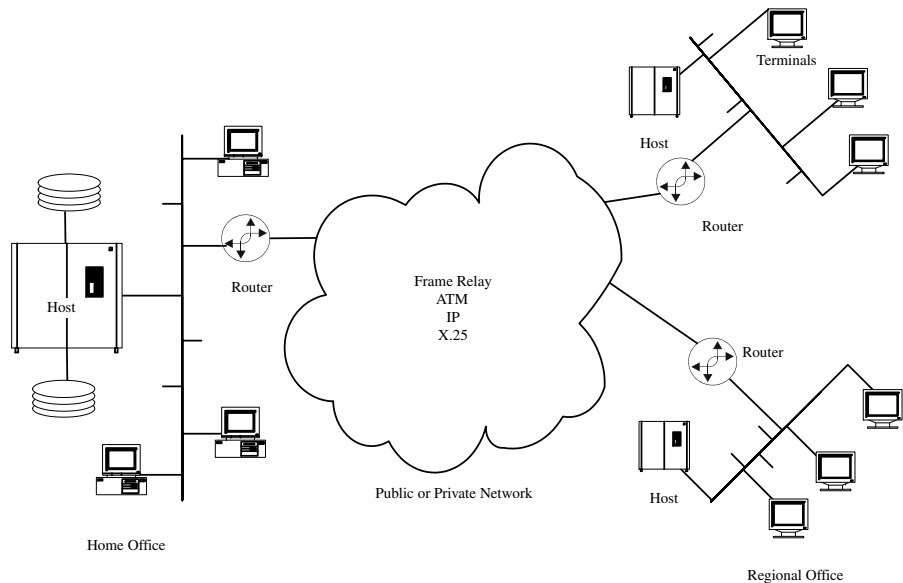 Terminals
Host
Router
Host
Router
Frame Relay
ATM
IP
X.25
Router
Host
Public or Private Network
Home Office
Regional Office